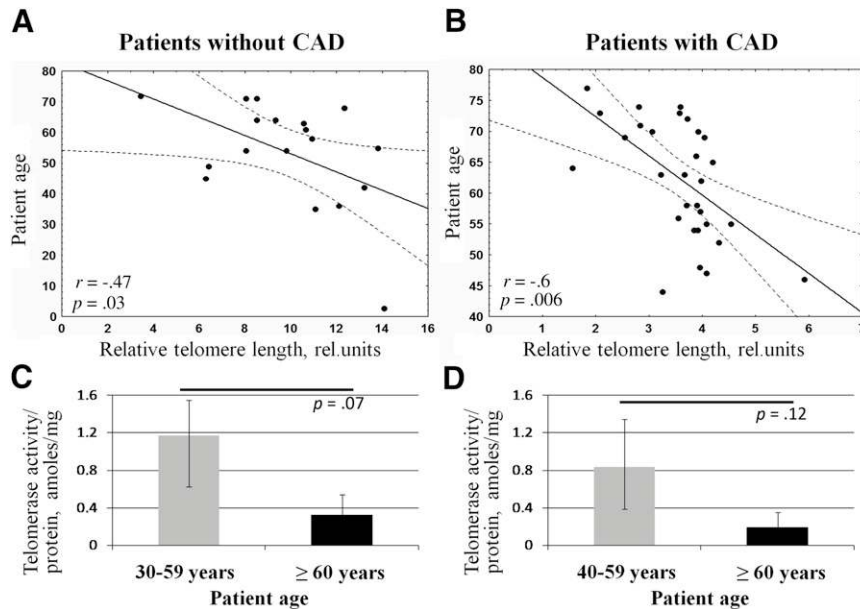 A
Patients without CAD
B
Patients with CAD
80
70
60
50
40
30
20
10
0
Patient age
r = -.47
p = .03
0 2 4 6 8 10 12 14 16
Relative telomere length, rel.units
80
75
70
65
60
55
50
45
40
Patient age
r = -.6
p = .006
0 1 2 3 4 5 6 7
Relative telomere length, rel.units
C
1.6
1.2
0.8
0.4
0
Telomerase activity/
protein, amoles/mg
p = .07
30-59 years ≥ 60 years
Patient age
D
1.6
1.2
0.8
0.4
0
Telomerase activity/
protein, amoles/mg
p = .12
40-59 years ≥ 60 years
Patient age